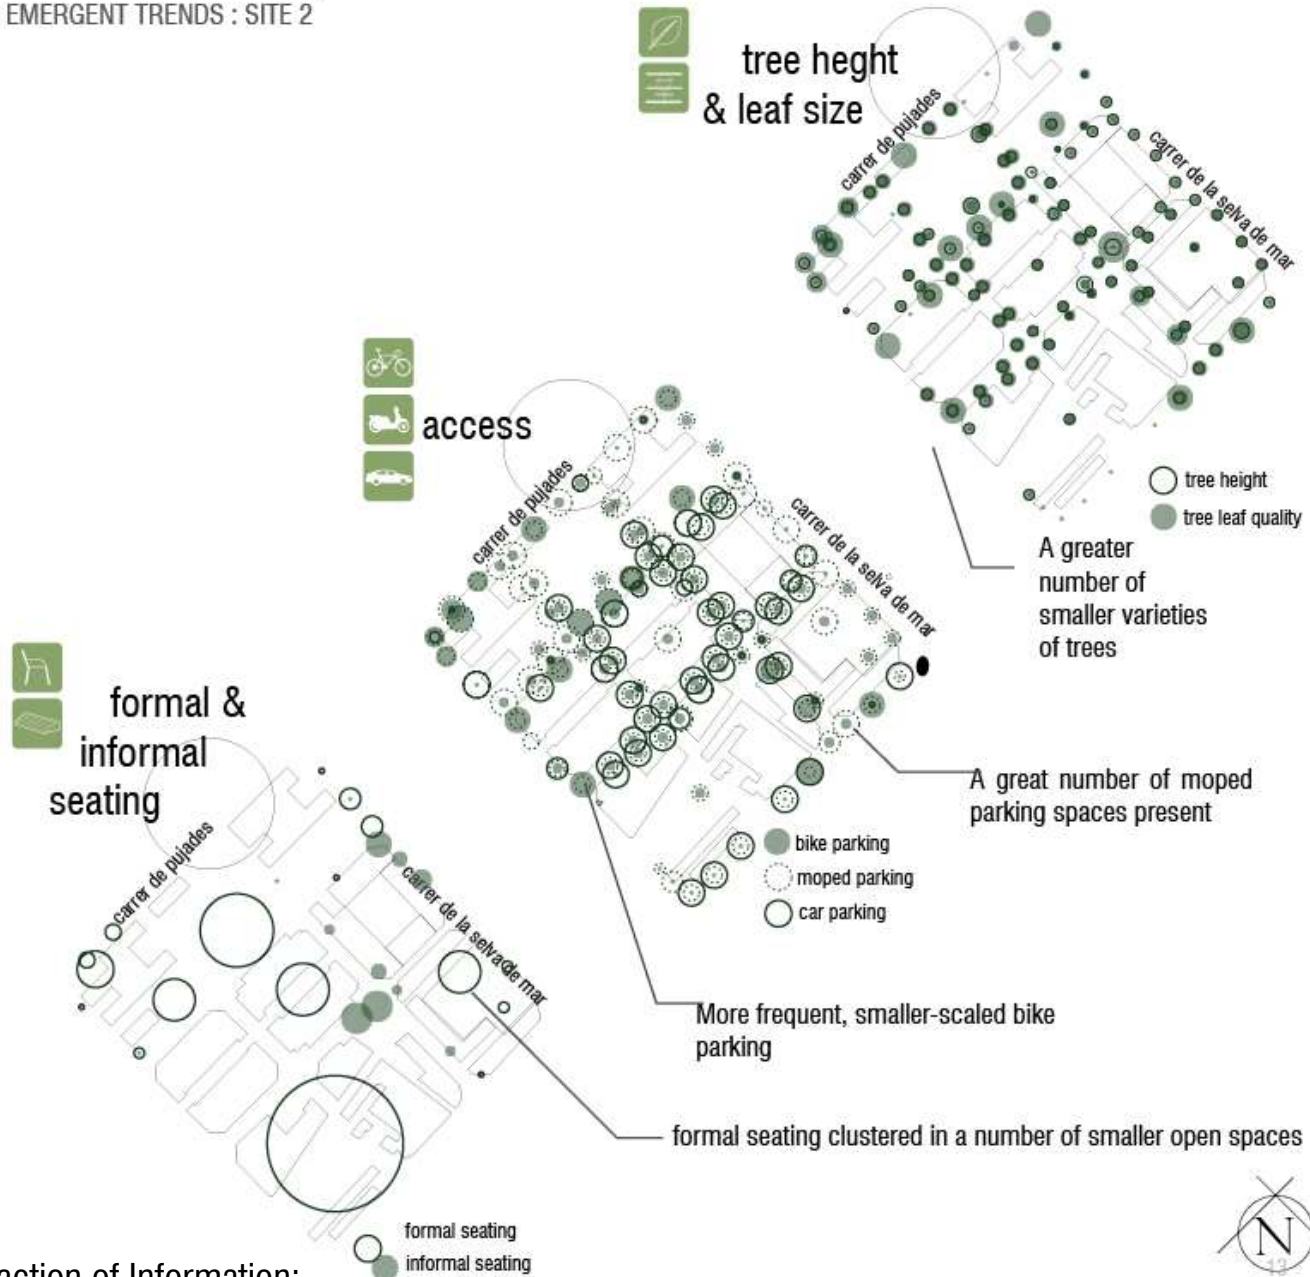 EMERGENT TRENDS : SITE 2
tree heght
& leaf size
carrer de pujades
carrer de la selva de mar
tree height
tree leaf quality
A greater
number of
smaller varieties
of trees
access
carrer de pujades
carrer de la selva de mar
A great number of moped
parking spaces present
bike parking
moped parking
car parking
More frequent, smaller-scaled bike
parking
formal &
informal
seating
carrer de pujades
carrer de la selva de mar
formal seating clustered in a number of smaller open spaces
formal seating
informal seating
N
13
action of Information: